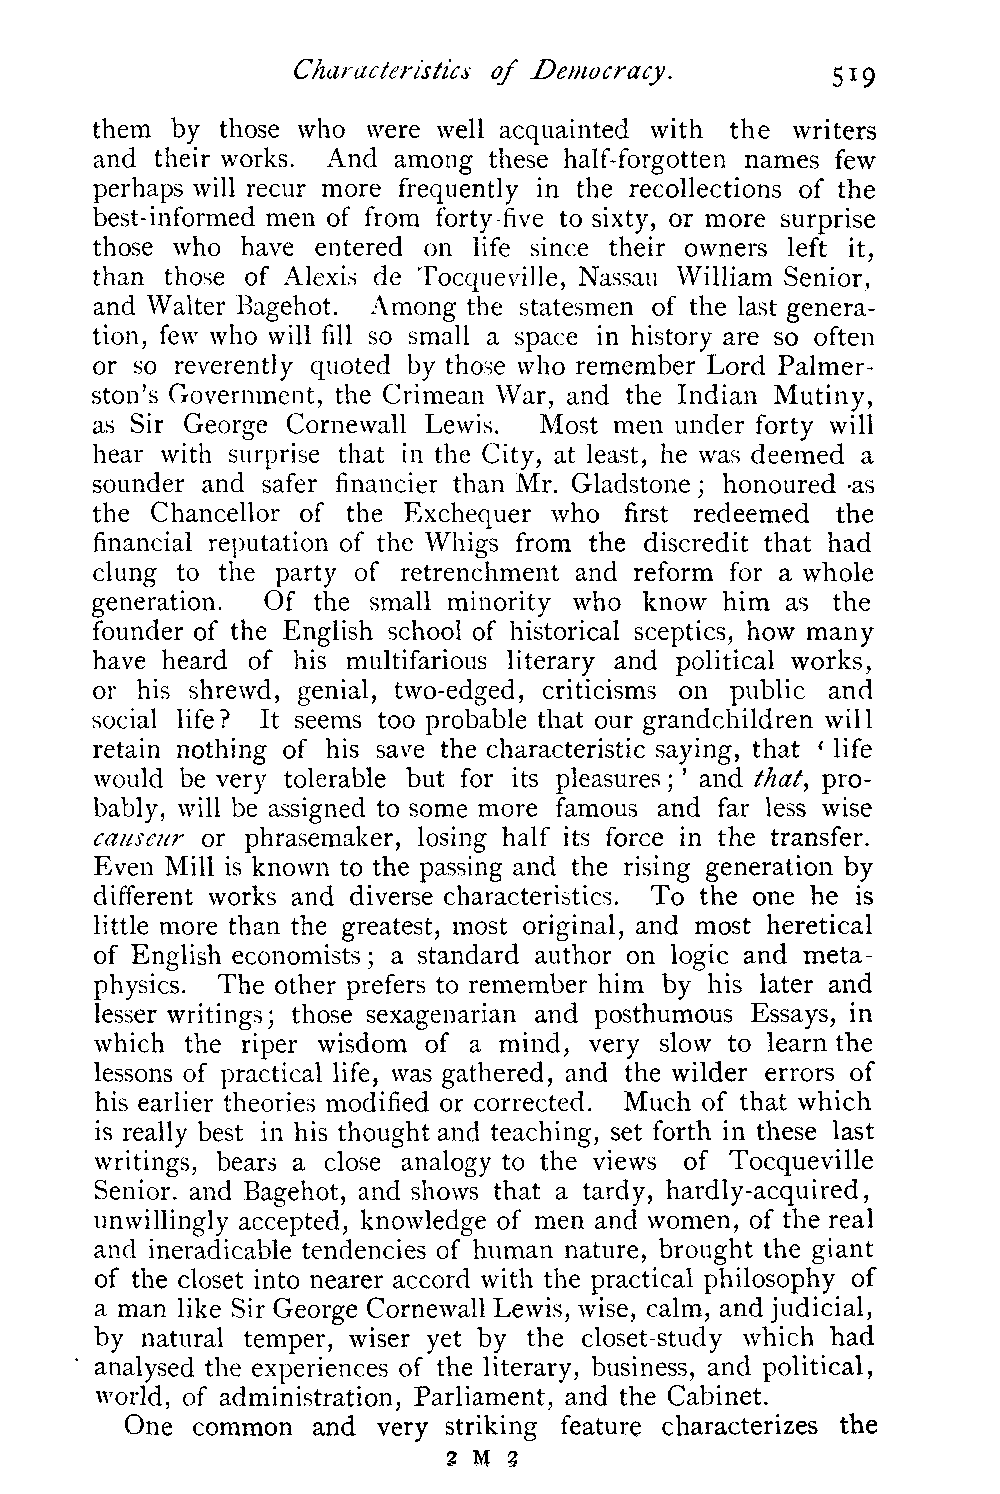 Characteristics of Democracy. 519
them by those who were well acquainted with the writers
and their works. And among these half-forgotten names few
perhaps will recur more frequently in the recollections of the
best-informed men of from forty-five to sixty, or more surprise
those who have entered on life since their owners left it,
than those of Alexis de Tocqueville, Nassau William Senior,
and Walter Bagehot. Among the statesmen of the last genera-
tion, few who will fill so small a space in history are so often
or so reverently quoted by those who remember Lord Palmer-
ston's Government, the Crimean War, and the Indian Mutiny,
as Sir George Cornewall Lewis. Most men under forty will
hear with surprise that in the City, at least, he was deemed a
sounder and safer financier than Mr. Gladstone; honoured as
the Chancellor of the Exchequer who first redeemed the
financial reputation of the Whigs from the discredit that had
clung to the party of retrenchment and reform for a whole
generation. Of the small minority who know him as the
founder of the English school of historical sceptics, how many
have heard of his multifarious literary and political works,
or his shrewd, genial, two-edged, criticisms on public and
social life? It seems too probable that our grandchildren will
retain nothing of his save the characteristic saying, that ‘life
would be very tolerable but for its pleasures;’ and that, pro-
bably, will be assigned to some more famous and far less wise
causeur or phrasemaker, losing half its force in the transfer.
Even Mill is known to the passing and the rising generation by
different works and diverse characteristics. To the one he is
little more than the greatest, most original, and most heretical
of English economists; a standard author on logic and meta-
physics. The other prefers to remember him by his later and
lesser writings; those sexagenarian and posthumous Essays, in
which the riper wisdom of a mind, very slow to learn the
lessons of practical life, was gathered, and the wilder errors of
his earlier theories modified or corrected. Much of that which
is really best in his thought and teaching, set forth in these last
writings, bears a close analogy to the views of Tocqueville
Senior. and Bagehot, and shows that a tardy, hardly-acquired,
unwillingly accepted, knowledge of men and women, of the real
and ineradicable tendencies of human nature, brought the giant
of the closet into nearer accord with the practical philosophy of
a man like Sir George Cornewall Lewis, wise, calm, and judicial,
by natural temper, wiser yet by the closet-study which had
analysed the experiences of the literary, business, and political,
world, of administration, Parliament, and the Cabinet.
One common and very striking feature characterizes the
2 M 2